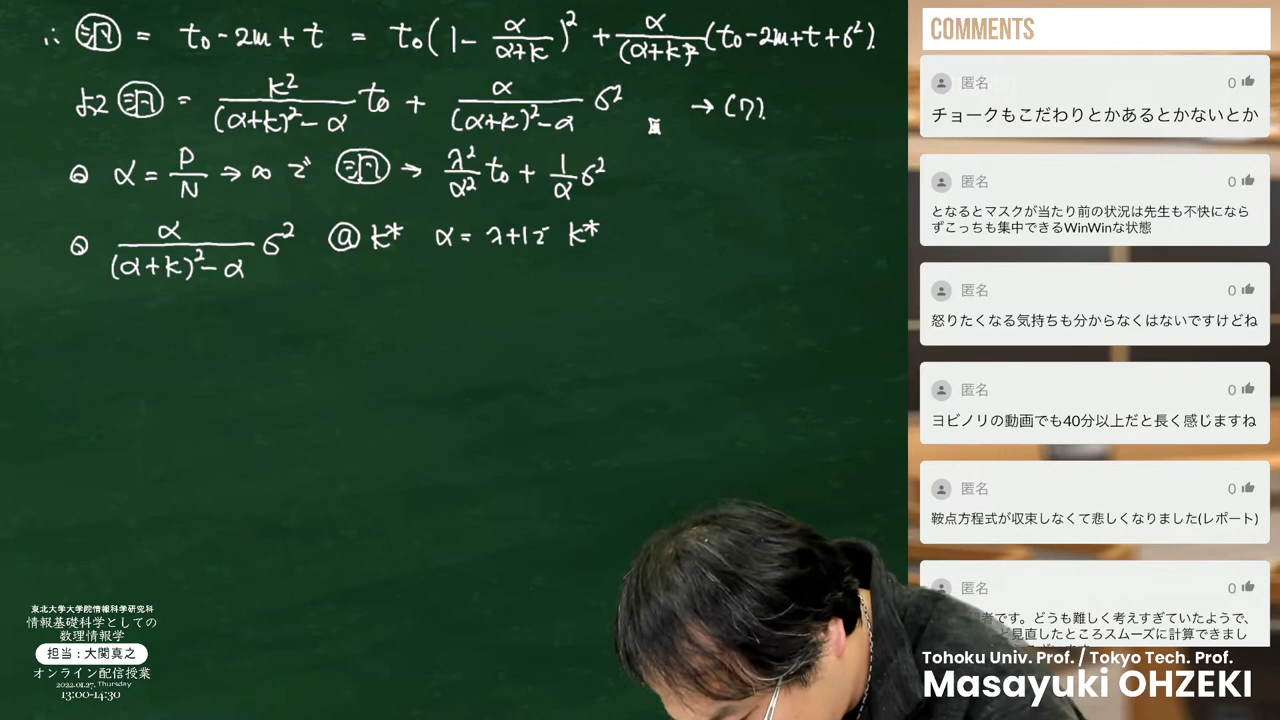 ∴ 汎 = t₀ - 2m + t = t₀(1 - α/(α+k))² + α/(α+k)²(t₀ - 2m + t + σ²).
よって 汎 = k²/((α+k)² - α) t₀ + α/((α+k)² - α) σ² → (ア).
α = P/N → ∞ で 汎 → λ²/α² t₀ + 1/α σ²
α/((α+k)² - α) σ² @ k* α = λ+1で k*
東北大学大学院情報科学研究科
情報基礎科学としての
数理情報学
担当 : 大関真之
オンライン配信授業
2022.01.27. Thursday
13:00-14:30
COMMENTS
匿名 0
チョークもこだわりとかあるとかないとか
匿名 0
となるとマスクが当たり前の状況は先生も不快になら
ずこっちも集中できるWinWinな状態
匿名 0
怒りたくなる気持ちも分からなくはないですけどね
匿名 0
ヨビノリの動画でも40分以上だと長く感じますね
匿名 0
鞍点方程式が収束しなくて悲しくなりました(レポート)
匿名 0
者です。どうも難しく考えすぎていたようで、
と見直したところスムーズに計算できまし
Tohoku Univ. Prof. / Tokyo Tech. Prof.
Masayuki OHZEKI